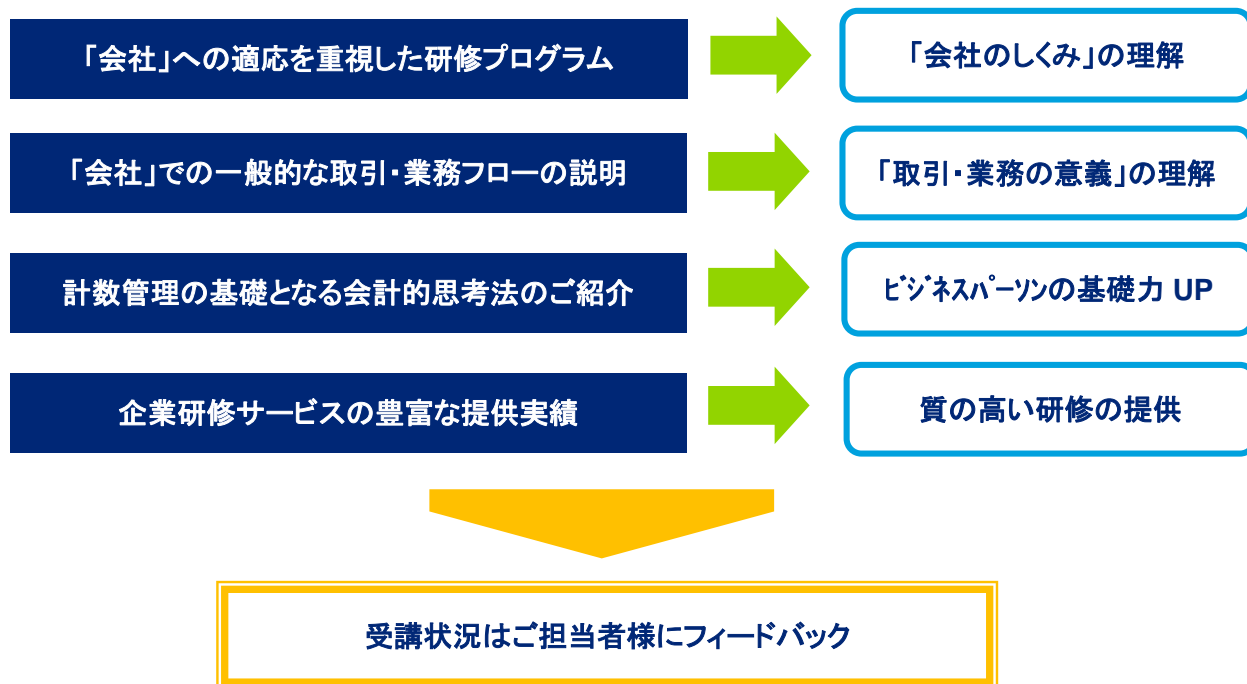 「会社」への適応を重視した研修プログラム
「会社のしくみ」の理解
「会社」での一般的な取引・業務フローの説明
「取引・業務の意義」の理解
計数管理の基礎となる会計的思考法のご紹介
ﾋﾞｼﾞﾈｽﾊﾟｰｿﾝの基礎力 UP
企業研修サービスの豊富な提供実績
質の高い研修の提供
受講状況はご担当者様にフィードバック